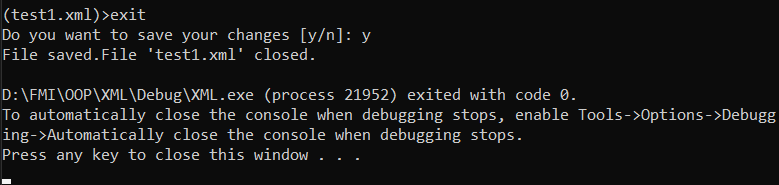 (test1.xml)>exit
Do you want to save your changes [y/n]: y
File saved.File 'test1.xml' closed.
D:\FMI\OOP\XML\Debug\XML.exe (process 21952) exited with code 0.
To automatically close the console when debugging stops, enable Tools->Options->Debugg
ing->Automatically close the console when debugging stops.
Press any key to close this window . . .